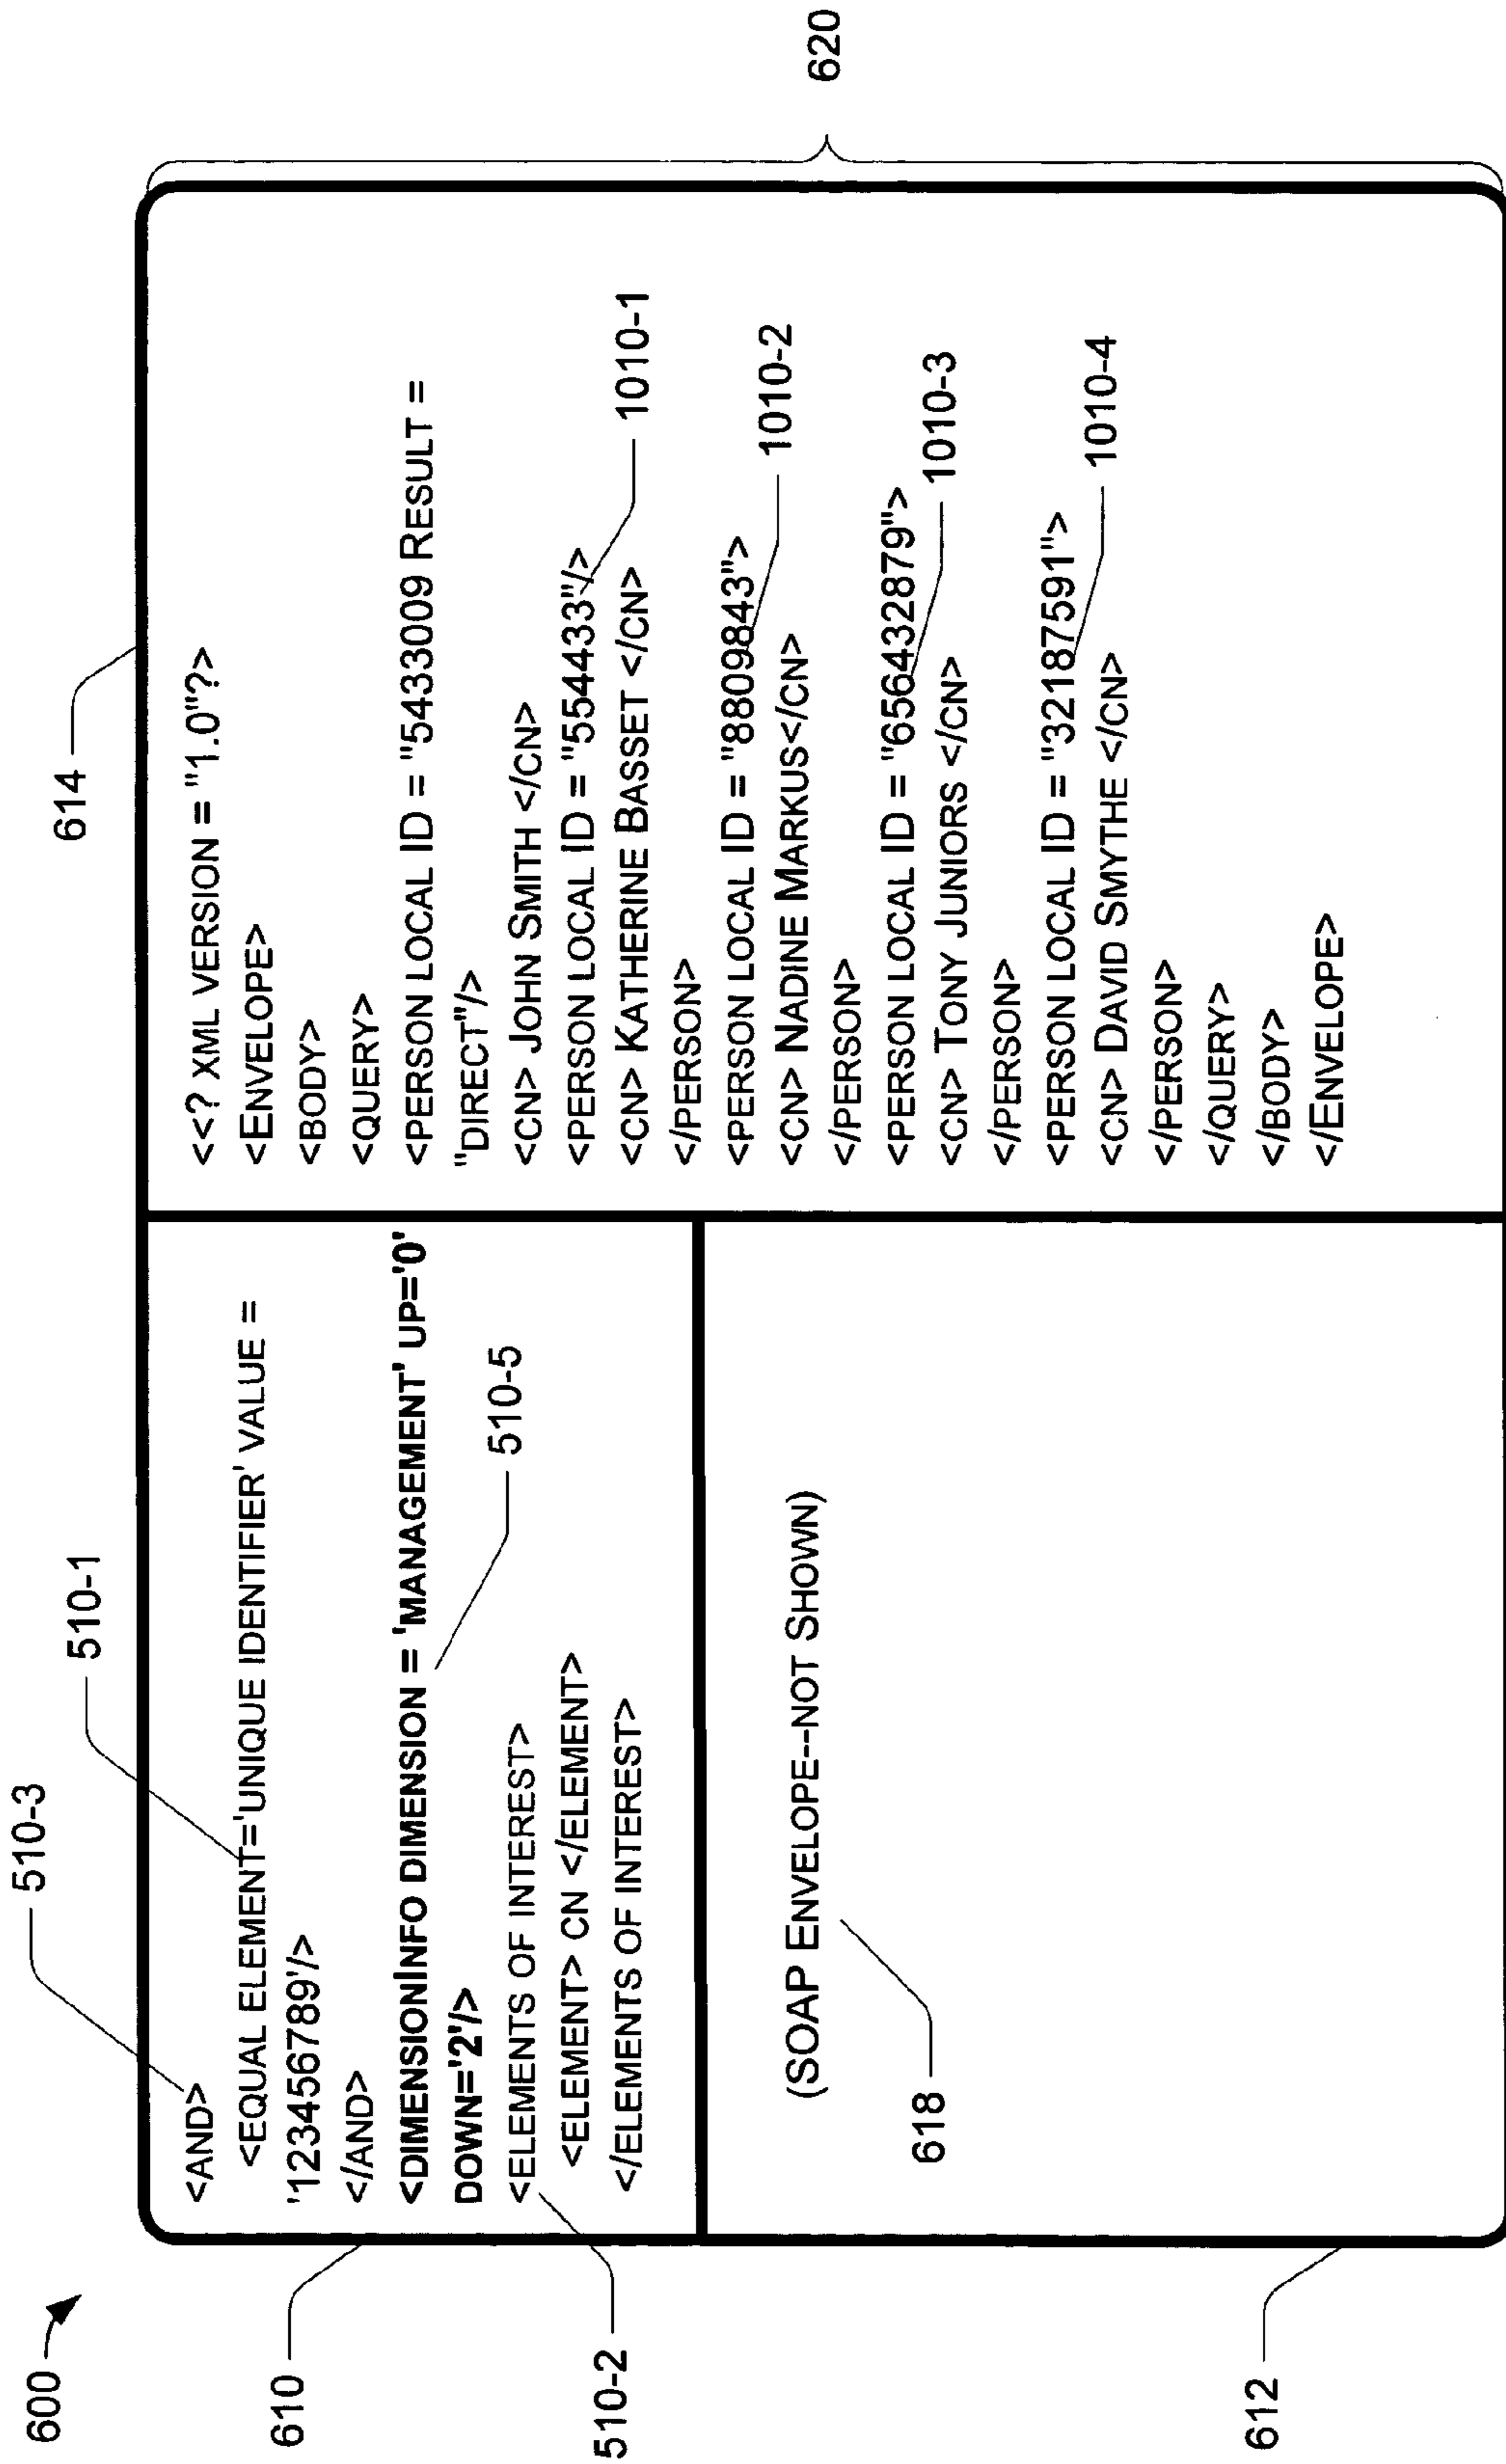 600
610
612
614
620
510-3
510-1
<AND>
<EQUAL ELEMENT='UNIQUE IDENTIFIER' VALUE =
'123456789'/>
</AND>
<DIMENSIONINFO DIMENSION = 'MANAGEMENT' UP='0'
DOWN='2'/>
<ELEMENTS OF INTEREST>
<ELEMENT> CN </ELEMENT>
</ELEMENTS OF INTEREST>
510-5
510-2
(SOAP ENVELOPE--NOT SHOWN)
618
<<? XML VERSION = "1.0"?>
<ENVELOPE>
<BODY>
<QUERY>
<PERSON LOCAL ID = "5433009 RESULT =
"DIRECT"/>
<CN> JOHN SMITH </CN>
<PERSON LOCAL ID = "554433"/>
<CN> KATHERINE BASSET </CN>
</PERSON>
<PERSON LOCAL ID = "8809843">
<CN> NADINE MARKUS</CN>
</PERSON>
<PERSON LOCAL ID = "656432879">
<CN> TONY JUNIORS </CN>
</PERSON>
<PERSON LOCAL ID = "32187591">
<CN> DAVID SMYTHE </CN>
</PERSON>
</QUERY>
</BODY>
</ENVELOPE>
1010-1
1010-2
1010-3
1010-4